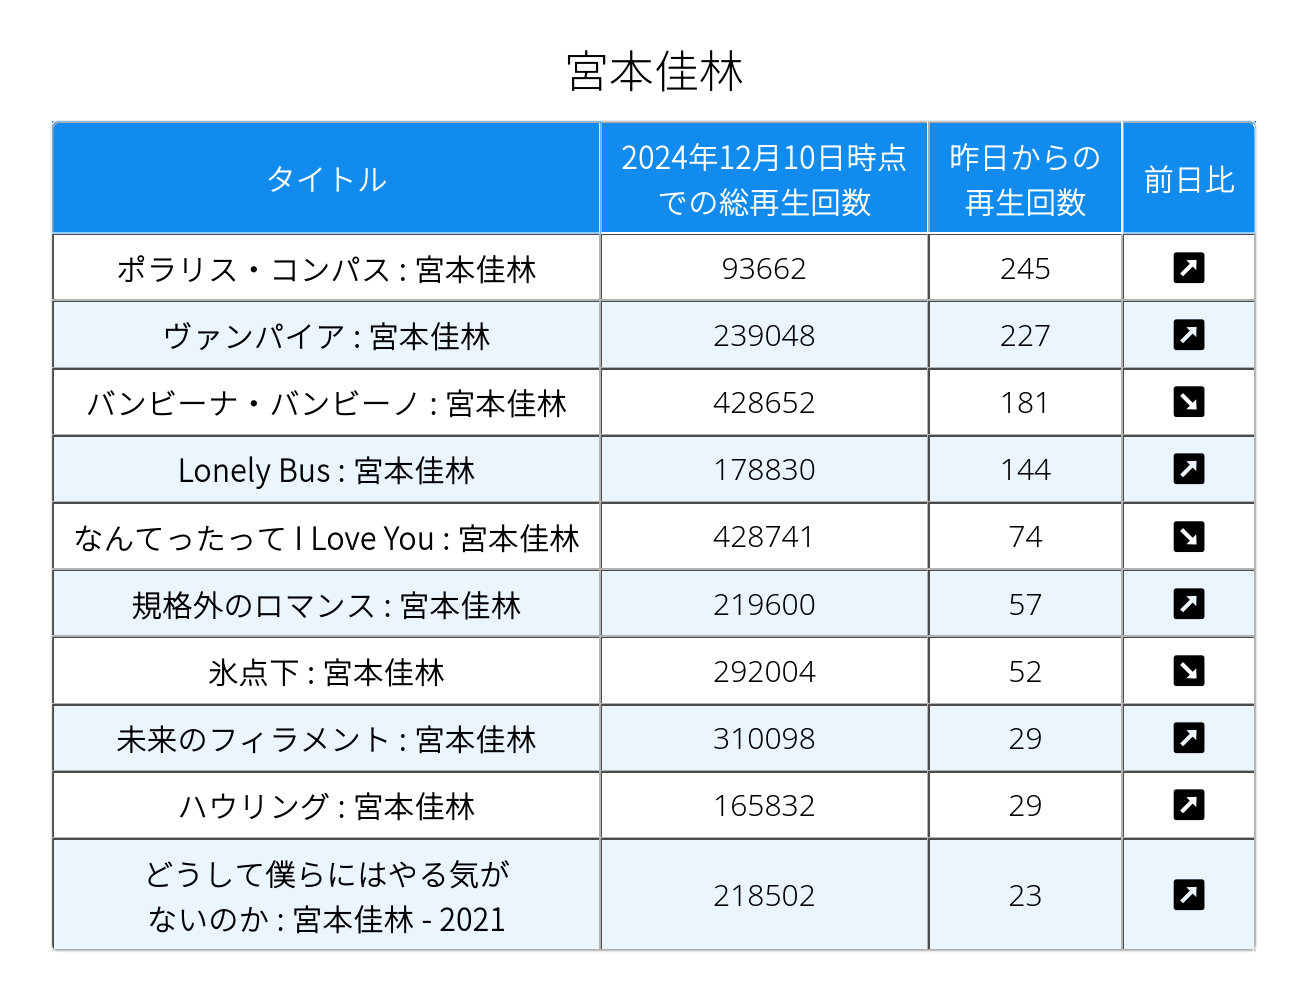 宮本佳林
タイトル
2024年12月10日時点
での総再生回数
昨日からの
再生回数
前日比
ポラリス・コンパス : 宮本佳林 93662 245
ヴァンパイア : 宮本佳林 239048 227
バンビーナ・バンビーノ : 宮本佳林 428652 181
Lonely Bus : 宮本佳林 178830 144
なんてったって I Love You : 宮本佳林 428741 74
規格外のロマンス : 宮本佳林 219600 57
氷点下 : 宮本佳林 292004 52
未来のフィラメント : 宮本佳林 310098 29
ハウリング : 宮本佳林 165832 29
どうして僕らにはやる気が
ないのか : 宮本佳林 - 2021
218502 23